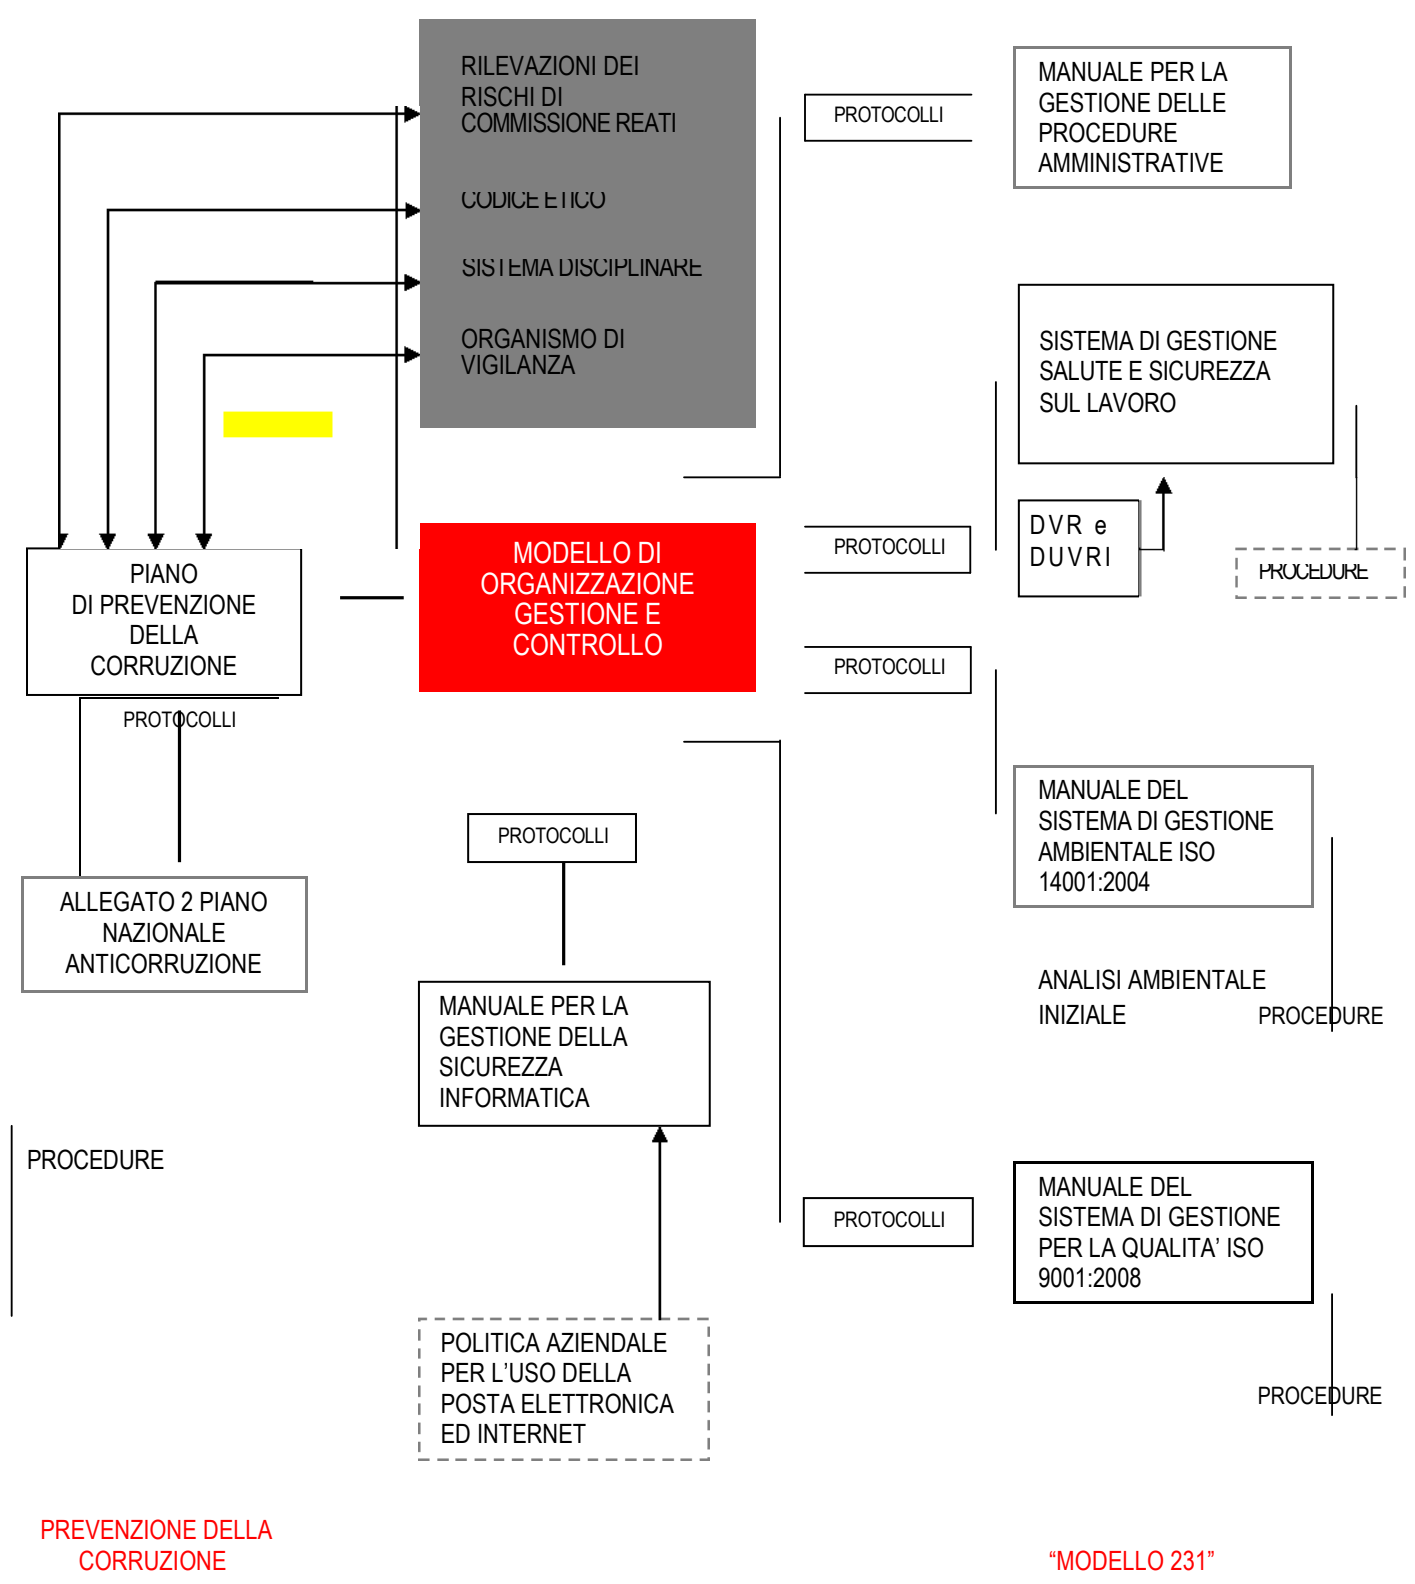 RILEVAZIONI DEI
RISCHI DI
COMMISSIONE REATI
CODICE ETICO
SISTEMA DISCIPLINARE
ORGANISMO DI
VIGILANZA
PROTOCOLLI
MANUALE PER LA
GESTIONE DELLE
PROCEDURE
AMMINISTRATIVE
SISTEMA DI GESTIONE
SALUTE E SICUREZZA
SUL LAVORO
DVR e
DUVRI
PROCEDURE
PIANO
DI PREVENZIONE
DELLA
CORRUZIONE
MODELLO DI
ORGANIZZAZIONE
GESTIONE E
CONTROLLO
PROTOCOLLI
PROTOCOLLI
PROTOCOLLI
PROTOCOLLI
MANUALE DEL
SISTEMA DI GESTIONE
AMBIENTALE ISO
14001:2004
ALLEGATO 2 PIANO
NAZIONALE
ANTICORRUZIONE
ANALISI AMBIENTALE
INIZIALE
PROCEDURE
MANUALE PER LA
GESTIONE DELLA
SICUREZZA
INFORMATICA
PROCEDURE
PROTOCOLLI
MANUALE DEL
SISTEMA DI GESTIONE
PER LA QUALITA’ ISO
9001:2008
POLITICA AZIENDALE
PER L’USO DELLA
POSTA ELETTRONICA
ED INTERNET
PROCEDURE
PREVENZIONE DELLA
CORRUZIONE
“MODELLO 231”